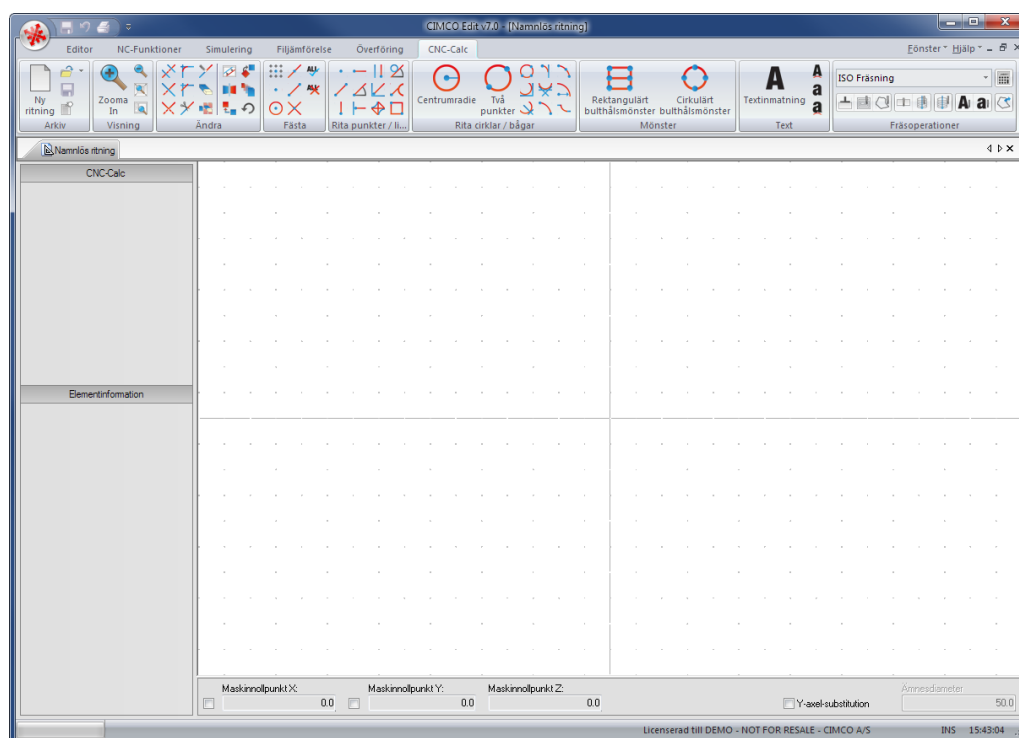 CIMCO Edit v7.0 - [Namnlös ritning]
Editor NC-Funktioner Simulering Filjämförelse Överföring CNC-Calc Fönster Hjälp
Ny ritning
Zooma In
Centrumradie
Två punkter
Rektangulärt bulthålsmönster
Cirkulärt bulthålsmönster
Textinmatning
ISO Fräsning
Arkiv Visning Ändra Fästa Rita punkter / li... Rita cirklar / bågar Mönster Text Fräsoperationer
Namnlös ritning
CNC-Calc
Elementinformation
Maskinnollpunkt X: Maskinnollpunkt Y: Maskinnollpunkt Z: Ämnesdiameter
0.0 0.0 0.0 Y-axel-substitution 50.0
Licenserad till DEMO - NOT FOR RESALE - CIMCO A/S INS 15:43:04